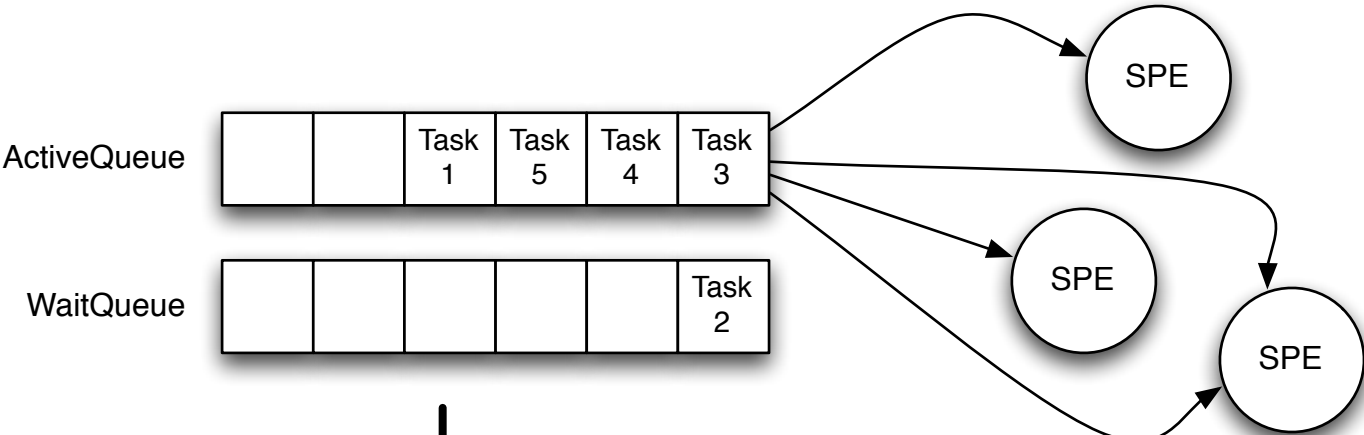 SPE
ActiveQueue
Task
1
Task
5
Task
4
Task
3
WaitQueue
Task
2
SPE
SPE